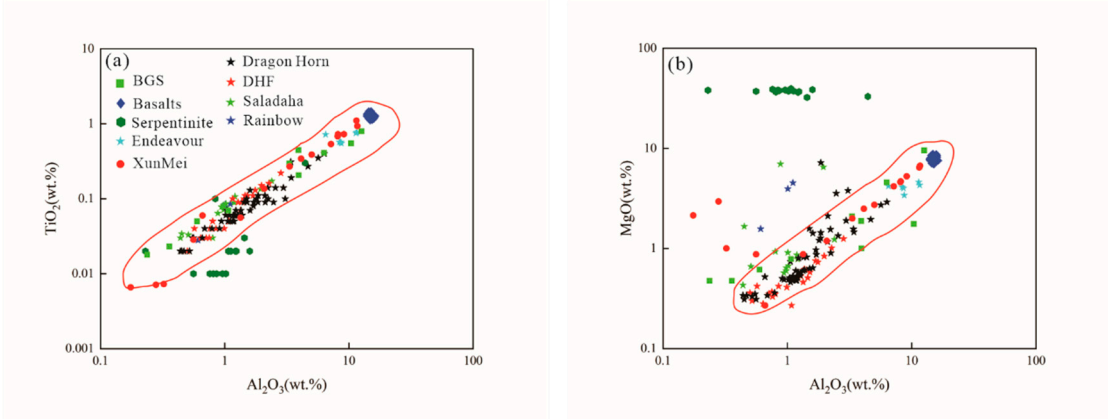 (a)
BGS
Basalts
Serpentinite
Endeavour
XunMei
Dragon Horn
DHF
Saladaha
Rainbow
10
1
0.1
0.01
0.001
TiO₂(wt.%)
0.1
1
10
100
Al₂O₃(wt.%)
(b)
100
10
1
0.1
MgO(wt.%)
0.1
1
10
100
Al₂O₃(wt.%)